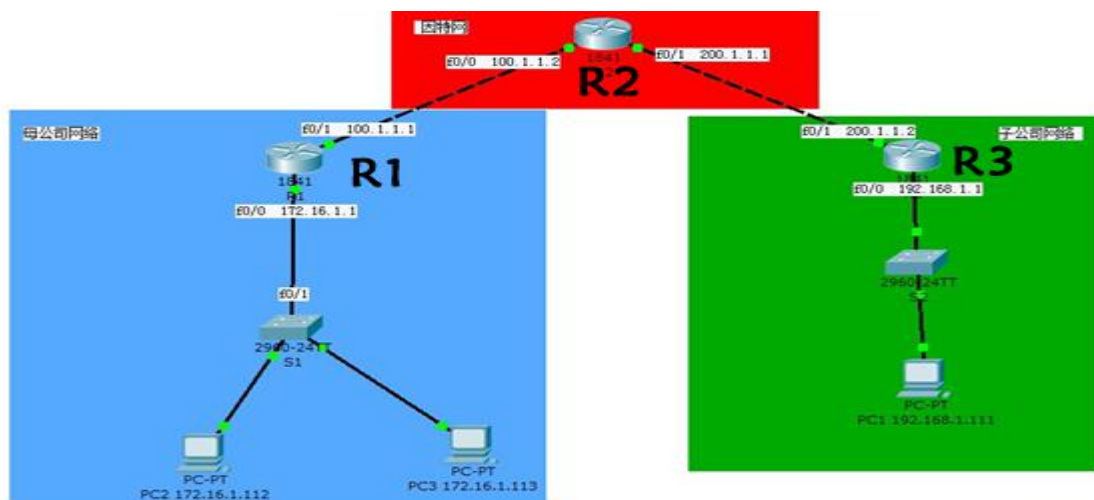 因特网
1841
R2
f0/0 100.1.1.2
f0/1 200.1.1.1
母公司网络
f0/1 100.1.1.1
R1
1841
R1
f0/0 172.16.1.1
f0/1
2960-24TT
S1
PC-PT
PC2 172.16.1.112
PC-PT
PC3 172.16.1.113
f0/1 200.1.1.2
子公司网络
R3
f0/0 192.168.1.1
2960-24TT
S2
PC-PT
PC1 192.168.1.111